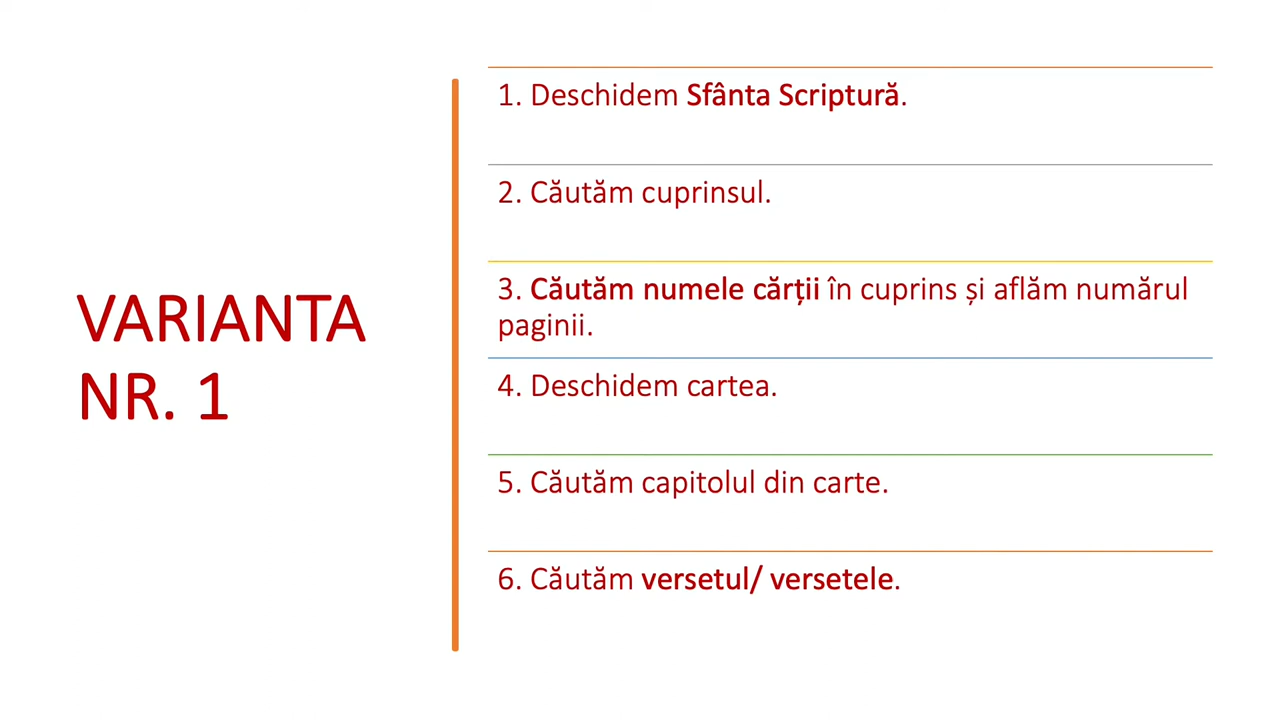 VARIANTA
NR. 1
1. Deschidem Sfânta Scriptură.
2. Căutăm cuprinsul.
3. Căutăm numele cărții în cuprins și aflăm numărul
paginii.
4. Deschidem cartea.
5. Căutăm capitolul din carte.
6. Căutăm versetul/ versetele.